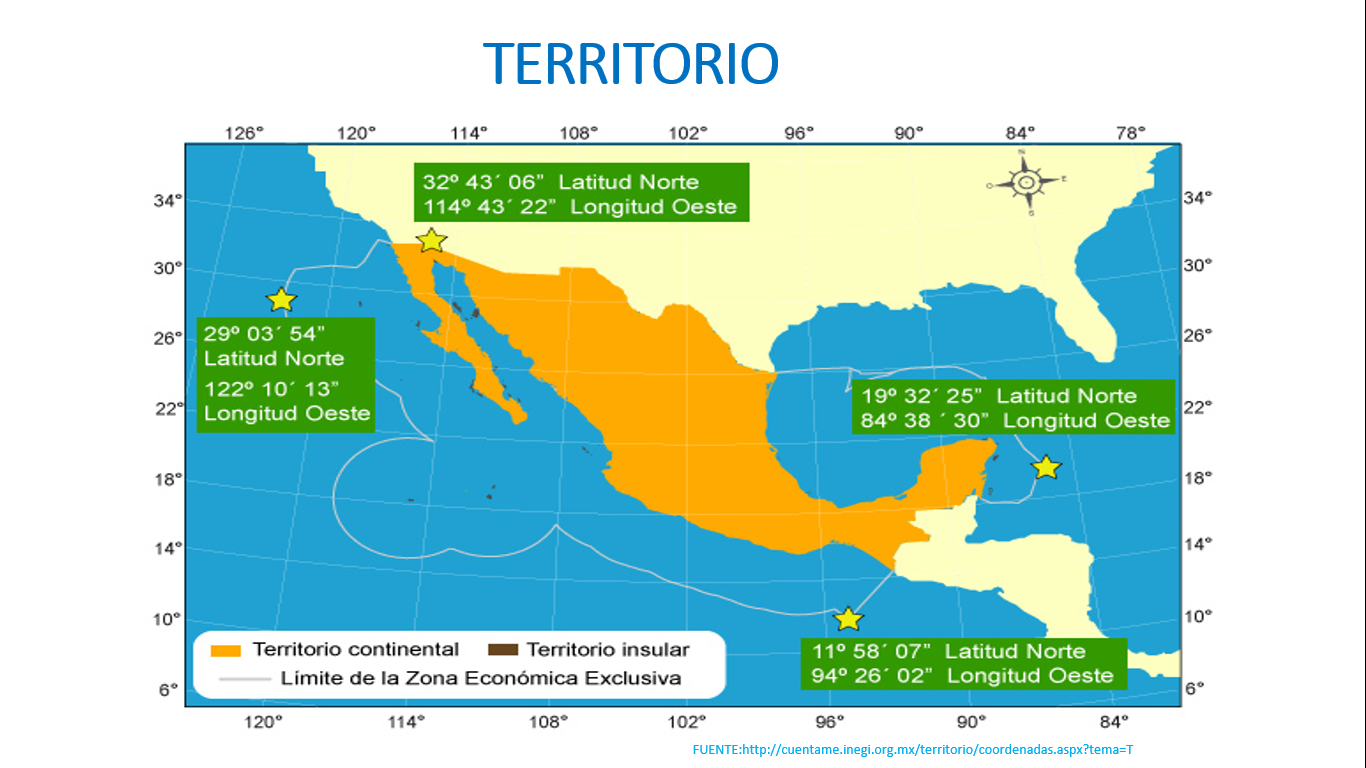 TERRITORIO
126° 120° 114° 108° 102° 96° 90° 84° 78°
32º 43´ 06” Latitud Norte
114º 43´ 22” Longitud Oeste
N
O E
S
34° 34°
30° 30°
29º 03´ 54”
Latitud Norte
122º 10´ 13”
Longitud Oeste
26° 26°
19º 32´ 25” Latitud Norte
84º 38 ´ 30” Longitud Oeste
22° 22°
18° 18°
14° 14°
10° 10°
Territorio continental Territorio insular
Límite de la Zona Económica Exclusiva
11º 58´ 07” Latitud Norte
94º 26´ 02” Longitud Oeste
6° 6°
120° 114° 108° 102° 96° 90° 84°
FUENTE:http://cuentame.inegi.org.mx/territorio/coordenadas.aspx?tema=T